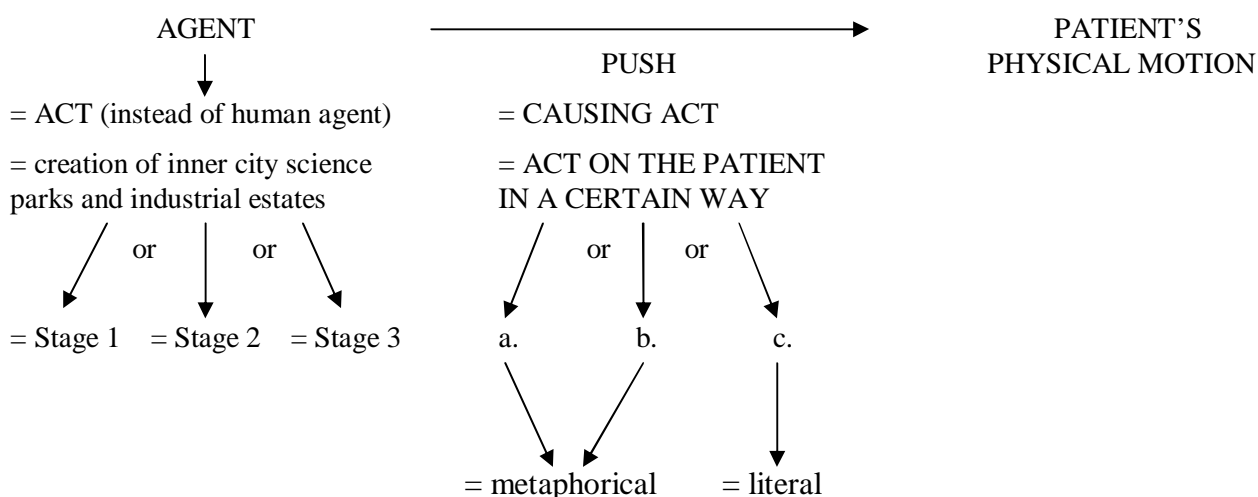 AGENT
PATIENT’S
PUSH
PHYSICAL MOTION
= ACT (instead of human agent)
= CAUSING ACT
= creation of inner city science
parks and industrial estates
= ACT ON THE PATIENT
IN A CERTAIN WAY
or or
or or
= Stage 1 = Stage 2 = Stage 3
a. b. c.
= metaphorical = literal